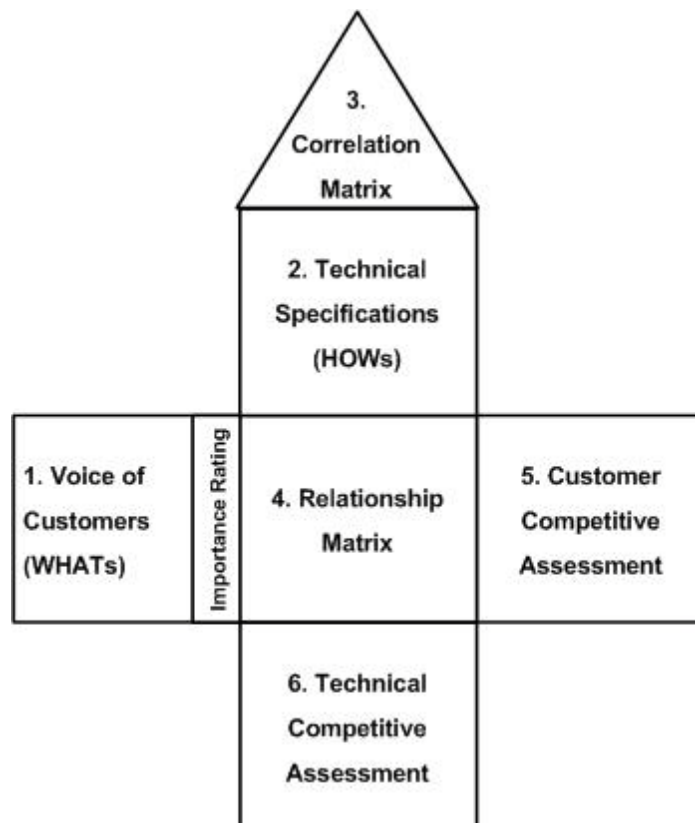 3.
Correlation
Matrix
2. Technical
Specifications
(HOWs)
1. Voice of
Customers
(WHATs)
Importance Rating
4. Relationship
Matrix
5. Customer
Competitive
Assessment
6. Technical
Competitive
Assessment